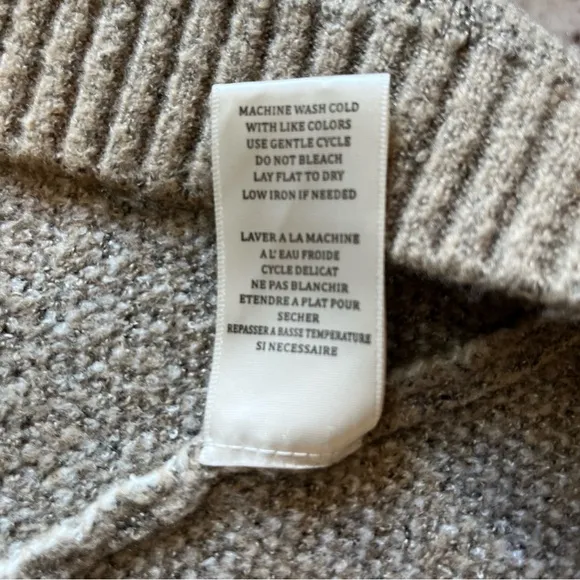 MACHINE WASH COLD
WITH LIKE COLORS
USE GENTLE CYCLE
DO NOT BLEACH
LAY FLAT TO DRY
LOW IRON IF NEEDED
LAVER A LA MACHINE
A L' EAU FROIDE
CYCLE DELICAT
NE PAS BLANCHIR
ETENDRE A PLAT POUR
SECHER
REPASSER A BASSE TEMPERATURE
SI NECESSAIRE